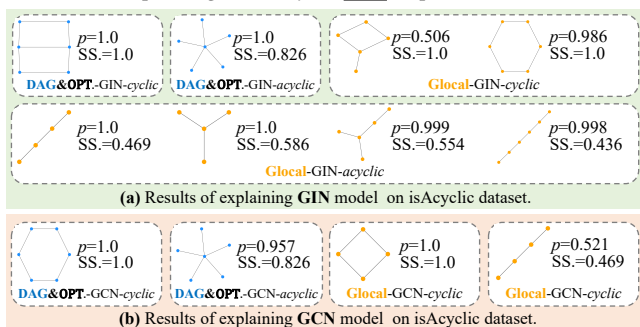 p=1.0
SS.=1.0
DAG&OPT.-GIN-cyclic
p=1.0
SS.=0.826
DAG&OPT.-GIN-acyclic
p=0.506
SS.=1.0
p=0.986
SS.=1.0
Glocal-GIN-cyclic
p=1.0
SS.=0.469
p=1.0
SS.=0.586
p=0.999
SS.=0.554
p=0.998
SS.=0.436
Glocal-GIN-acyclic
(a) Results of explaining GIN model on isAcyclic dataset.
p=1.0
SS.=1.0
DAG&OPT.-GCN-cyclic
p=0.957
SS.=0.826
DAG&OPT.-GCN-acyclic
p=1.0
SS.=1.0
Glocal-GCN-cyclic
p=0.521
SS.=0.469
Glocal-GCN-cyclic
(b) Results of explaining GCN model on isAcyclic dataset.